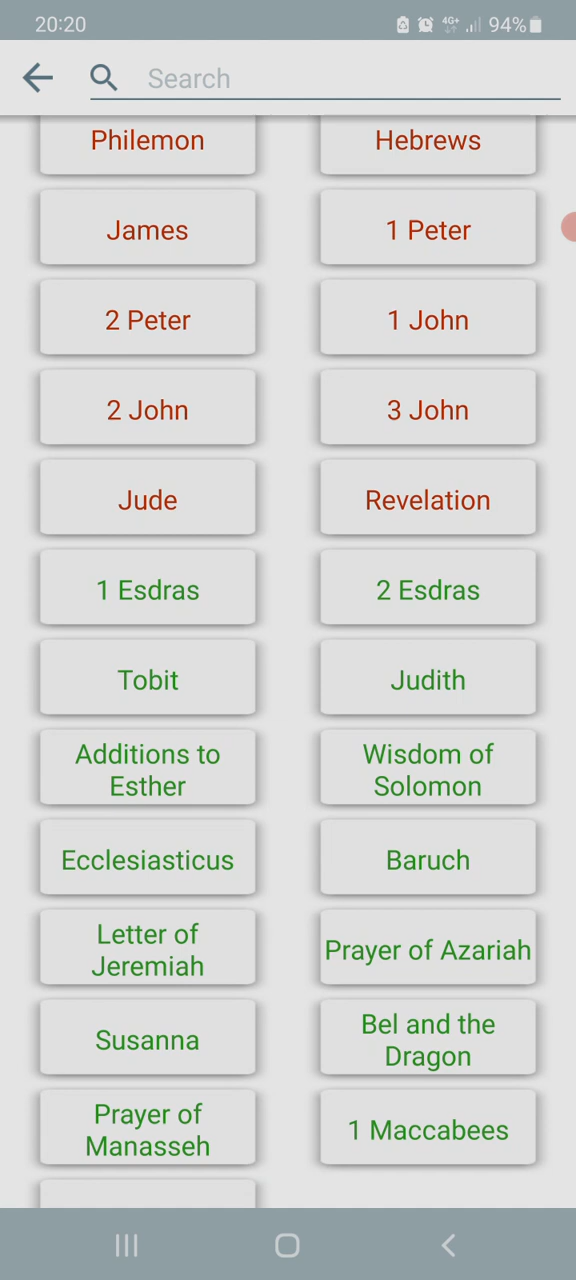 20:20
4G+
94%
Search
Philemon
Hebrews
James
1 Peter
2 Peter
1 John
2 John
3 John
Jude
Revelation
1 Esdras
2 Esdras
Tobit
Judith
Additions to
Esther
Wisdom of
Solomon
Ecclesiasticus
Baruch
Letter of
Jeremiah
Prayer of Azariah
Susanna
Bel and the
Dragon
Prayer of
Manasseh
1 Maccabees